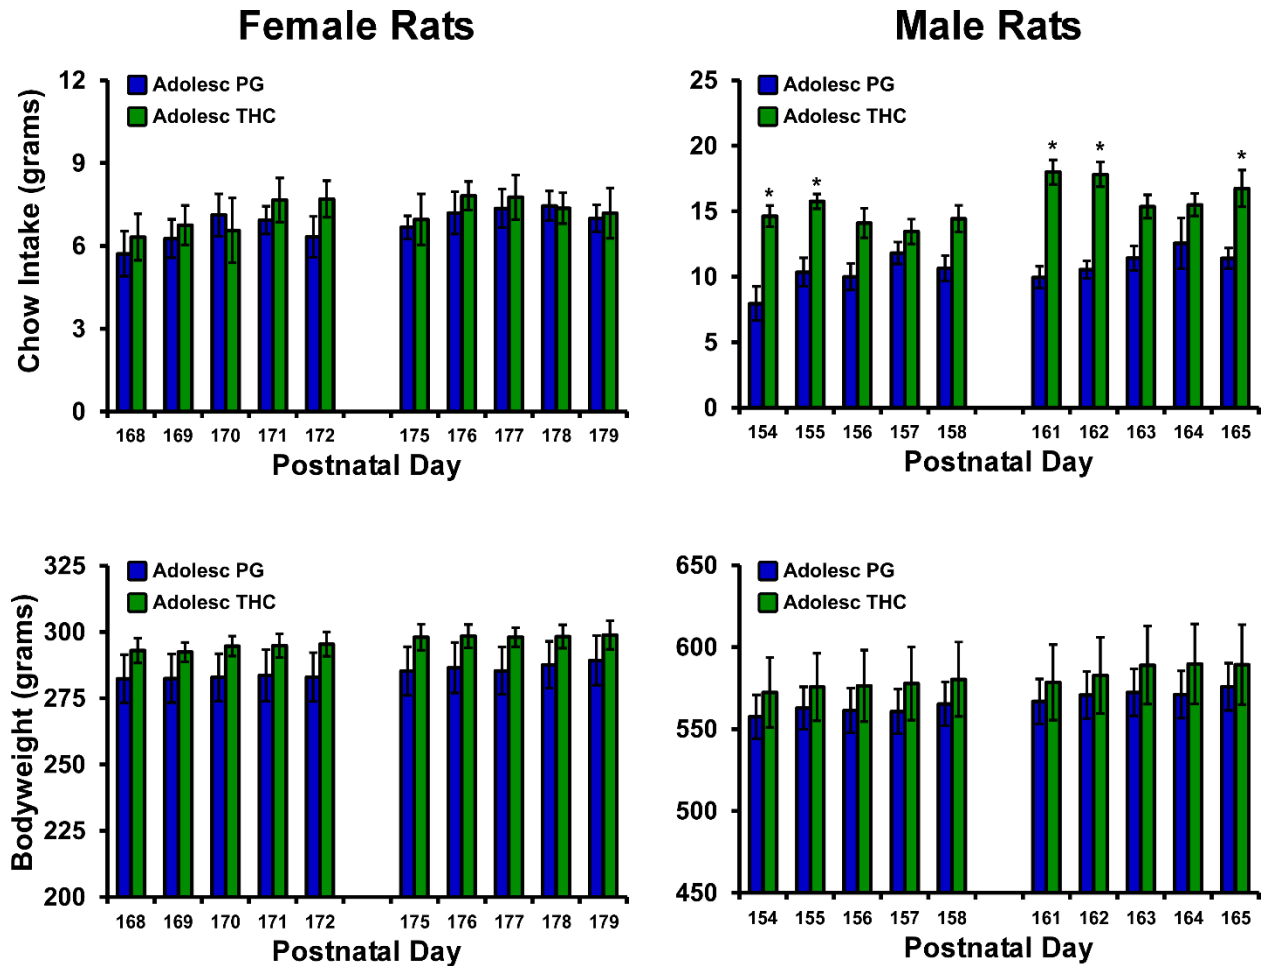 Female Rats
Male Rats
Chow Intake (grams)
12
9
6
3
0
Adolesc PG
Adolesc THC
168 169 170 171 172 175 176 177 178 179
Postnatal Day
25
20
15
10
5
0
Adolesc PG
Adolesc THC
* * * * *
154 155 156 157 158 161 162 163 164 165
Postnatal Day
Bodyweight (grams)
325
300
275
250
225
200
Adolesc PG
Adolesc THC
168 169 170 171 172 175 176 177 178 179
Postnatal Day
650
600
550
500
450
Adolesc PG
Adolesc THC
154 155 156 157 158 161 162 163 164 165
Postnatal Day